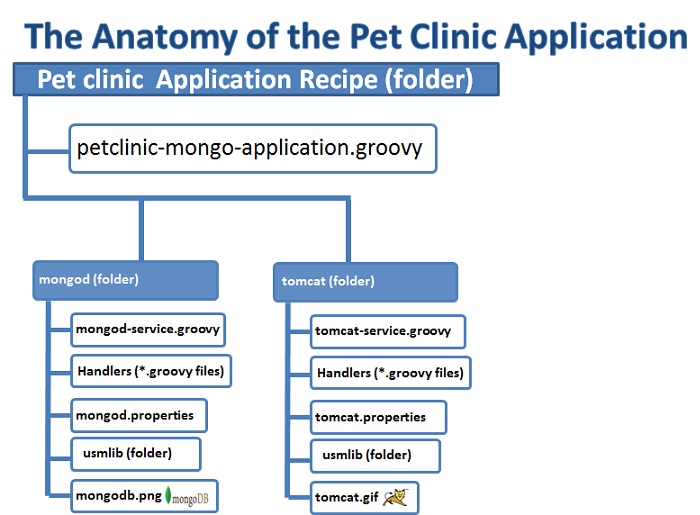 The Anatomy of the Pet Clinic Application
Pet clinic Application Recipe (folder)
petclinic-mongo-application.groovy
mongod (folder)
mongod-service.groovy
Handlers (*.groovy files)
mongod.properties
usmlib (folder)
mongodb.png mongoDB
tomcat (folder)
tomcat-service.groovy
Handlers (*.groovy files)
tomcat.properties
usmlib (folder)
tomcat.gif